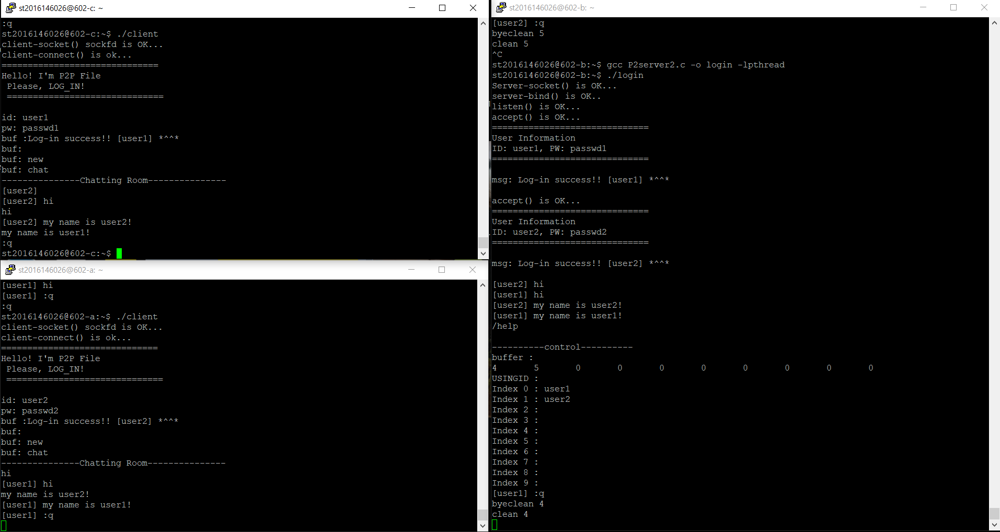 st2016146026@602-c: ~
:q
st2016146026@602-c:~$ ./client
client-socket() sockfd is OK...
client-connect() is ok...
==============================
Hello! I'm P2P File
 Please, LOG_IN!
 ==============================
id: user1
pw: passwd1
buf :Log-in success!! [user1] *^^*
buf:
buf: new
buf: chat
---------------Chatting Room---------------
[user2]
[user2] hi
hi
[user2] my name is user2!
my name is user1!
:q
st2016146026@602-c:~$
st2016146026@602-a: ~
[user1] hi
[user1] :q
:q
st2016146026@602-a:~$ ./client
client-socket() sockfd is OK...
client-connect() is ok...
==============================
Hello! I'm P2P File
 Please, LOG_IN!
 ==============================
id: user2
pw: passwd2
buf :Log-in success!! [user2] *^^*
buf:
buf: new
buf: chat
---------------Chatting Room---------------
hi
[user1] hi
my name is user2!
[user1] my name is user1!
[user1] :q
st2016146026@602-b: ~
[user2] :q
byeclean 5
clean 5
^C
st2016146026@602-b:~$ gcc P2server2.c -o login -lpthread
st2016146026@602-b:~$ ./login
Server-socket() is OK...
server-bind() is OK..
listen() is OK...
accept() is OK...
==============================
User Information
ID: user1, PW: passwd1
==============================
msg: Log-in success!! [user1] *^^*
accept() is OK...
==============================
User Information
ID: user2, PW: passwd2
==============================
msg: Log-in success!! [user2] *^^*
[user2] hi
[user1] hi
[user2] my name is user2!
[user1] my name is user1!
/help
----------control----------
buffer :
4       5       0       0       0       0       0       0       0       0
USINGID :
Index 0 : user1
Index 1 : user2
Index 2 :
Index 3 :
Index 4 :
Index 5 :
Index 6 :
Index 7 :
Index 8 :
Index 9 :
[user1] :q
byeclean 4
clean 4